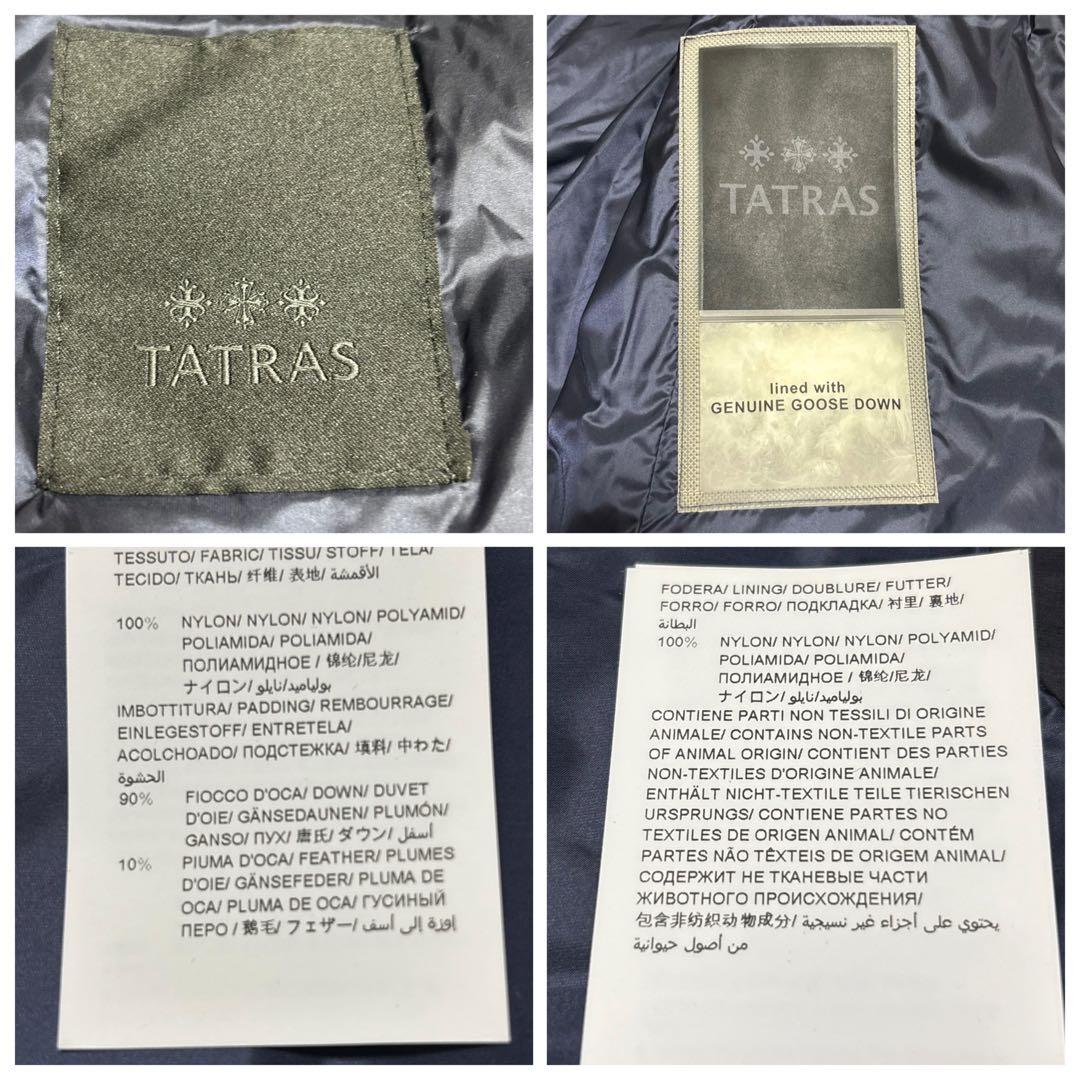 TATRAS
TATRAS
lined with
GENUINE GOOSE DOWN
TESSUTO/ FABRIC/ TISSU/ STOFF/ TELA/
TECIDO/ ТКАНЬ/ 纤维/ 表地/ الأقمشة
100% NYLON/ NYLON/ NYLON/ POLYAMID/
POLIAMIDA/ POLIAMIDA/
ПОЛИАМИДНОЕ / 锦纶/尼龙/
ナイロン/ بولياميد/نايلو
IMBOTTITURA/ PADDING/ REMBOURRAGE/
EINLEGESTOFF/ ENTRETELA/
ACOLCHOADO/ ПОДСТЕЖКА/ 填料/ 中わた/
الحشوة
90% FIOCCO D'OCA/ DOWN/ DUVET
D'OIE/ GÄNSEDAUNEN/ PLUMÓN/
GANSO/ ПУХ/ 唐氏/ ダウン/ أسفل
10% PIUMA D'OCA/ FEATHER/ PLUMES
D'OIE/ GÄNSEFEDER/ PLUMA DE
OCA/ PLUMA DE OCA/ ГУСИНЫЙ
ПЕРО / 鹅毛/ フェザー/ إوزة إلى أسف
FODERA/ LINING/ DOUBLURE/ FUTTER/
FORRO/ FORRO/ ПОДКЛАДКА/ 衬里/ 裏地/
البطانة
100% NYLON/ NYLON/ NYLON/ POLYAMID/
POLIAMIDA/ POLIAMIDA/
ПОЛИАМИДНОЕ / 锦纶/尼龙/
ナイロン/ بولياميد/نايلو
CONTIENE PARTI NON TESSILI DI ORIGINE
ANIMALE/ CONTAINS NON-TEXTILE PARTS
OF ANIMAL ORIGIN/ CONTIENT DES PARTIES
NON-TEXTILES D'ORIGINE ANIMALE/
ENTHÄLT NICHT-TEXTILE TEILE TIERISCHEN
URSPRUNGS/ CONTIENE PARTES NO
TEXTILES DE ORIGEN ANIMAL/ CONTÉM
PARTES NÃO TÊXTEIS DE ORIGEM ANIMAL/
СОДЕРЖИТ НЕ ТКАНЕВЫЕ ЧАСТИ
ЖИВОТНОГО ПРОИСХОЖДЕНИЯ/
包含非纺织动物成分/ يحتوي على أجزاء غير نسيجية
من أصول حيوانية